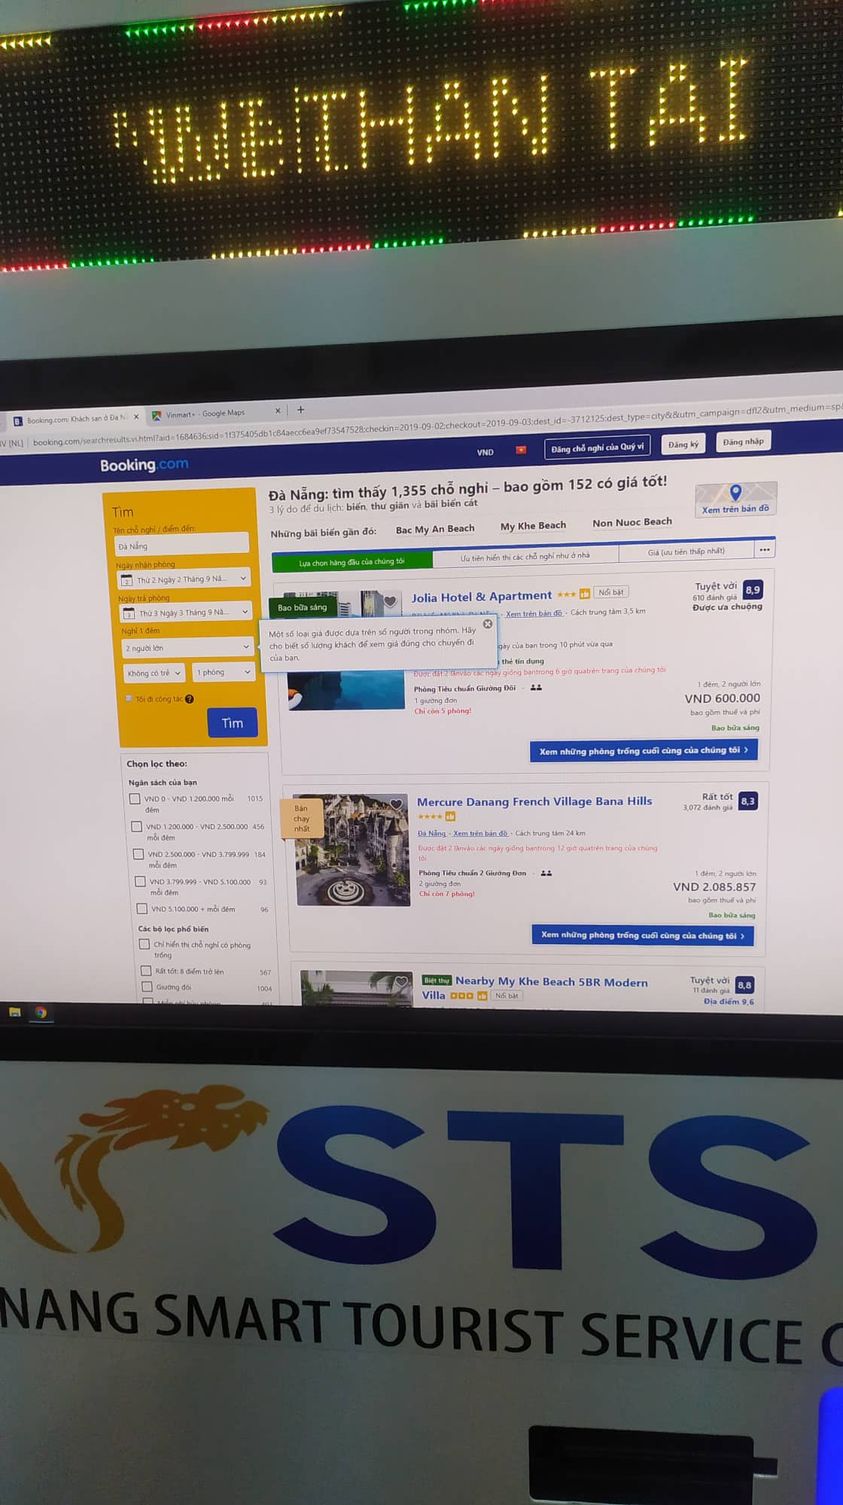 THAN TAI
Booking.com: Khách sạn ở Đà N
Vinmart+ - Google Maps
[NL]
booking.com/searchresults.vi.html?aid=1684636;sid=1f375405db1c84aecc6ea9ef73547528;checkin=2019-09-02;checkout=2019-09-03;dest_id=-3712125;dest_type=city&utm_campaign=dfl2&utm_medium=sp
Booking.com
VND
Đăng chỗ nghỉ của Quý vị
Đăng ký
Đăng nhập
Tìm
Tên chỗ nghỉ / điểm đến:
Đà Nẵng
Ngày nhận phòng
Thứ 2 Ngày 2 Tháng 9 Nă...
Ngày trả phòng
Thứ 3 Ngày 3 Tháng 9 Nă...
Nghỉ 1 đêm
2 người lớn
Không có trẻ
1 phòng
Tôi đi công tác
Tìm
Chọn lọc theo:
Ngân sách của bạn
VND 0 - VND 1.200.000 mỗi 1015
đêm
VND 1.200.000 - VND 2.500.000 456
mỗi đêm
VND 2.500.000 - VND 3.799.999 184
mỗi đêm
VND 3.799.999 - VND 5.100.000 93
mỗi đêm
VND 5.100.000 + mỗi đêm 96
Các bộ lọc phổ biến
Chỉ hiển thị chỗ nghỉ có phòng
trống
Rất tốt: 8 điểm trở lên 567
Giường đôi 1004
Đà Nẵng: tìm thấy 1,355 chỗ nghỉ – bao gồm 152 có giá tốt!
3 lý do để du lịch: biển, thư giãn và bãi biển cát
Xem trên bản đồ
Những bãi biển gần đó: Bac My An Beach My Khe Beach Non Nuoc Beach
Lựa chọn hàng đầu của chúng tôi
Ưu tiên hiển thị các chỗ nghỉ như ở nhà
Giá (ưu tiên thấp nhất)
...
Bao bữa sáng
Jolia Hotel & Apartment
Nổi bật
Tuyệt vời
8,9
610 đánh giá
Được ưa chuộng
Xem trên bản đồ - Cách trung tâm 3,5 km
Một số loại giá được dựa trên số người trong nhóm. Hãy
cho biết số lượng khách để xem giá đúng cho chuyến đi
của bạn.
gày của bạn trong 10 phút vừa qua
thẻ tín dụng
Được đặt 2 lần vào các ngày giống bạn trong 6 giờ qua trên trang của chúng tôi
Phòng Tiêu chuẩn Giường Đôi
1 giường đôi
Chỉ còn 5 phòng!
1 đêm, 2 người lớn
VND 600.000
bao gồm thuế và phí
Bao bữa sáng
Xem những phòng trống cuối cùng của chúng tôi
Bán
chạy
nhất
Mercure Danang French Village Bana Hills
Rất tốt
8,3
3,072 đánh giá
Đà Nẵng - Xem trên bản đồ - Cách trung tâm 24 km
Được đặt 2 lần vào các ngày giống bạn trong 12 giờ qua trên trang của chúng
tôi
Phòng Tiêu chuẩn 2 Giường Đơn
2 giường đơn
Chỉ còn 7 phòng!
1 đêm, 2 người lớn
VND 2.085.857
bao gồm thuế và phí
Bao bữa sáng
Xem những phòng trống cuối cùng của chúng tôi
Biệt thự
Nearby My Khe Beach 5BR Modern
Villa
Nổi bật
Tuyệt vời
8,8
11 đánh giá
Địa điểm 9,6
STS
NANG SMART TOURIST SERVICE